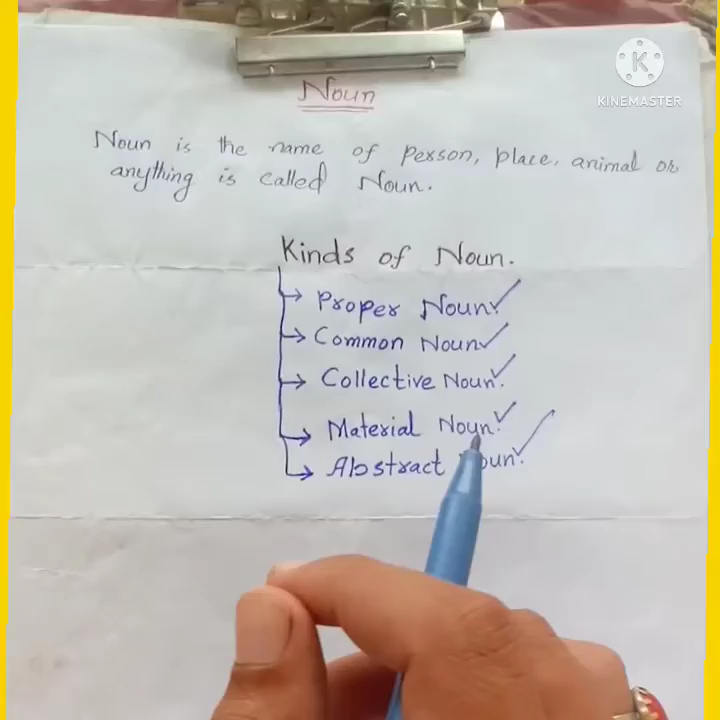 KINEMASTER
Noun
Noun is the name of person, place, animal or
anything is called Noun.
Kinds of Noun.
Proper Noun.
Common Noun
Collective Noun.
Material Noun.
Abstract Noun.